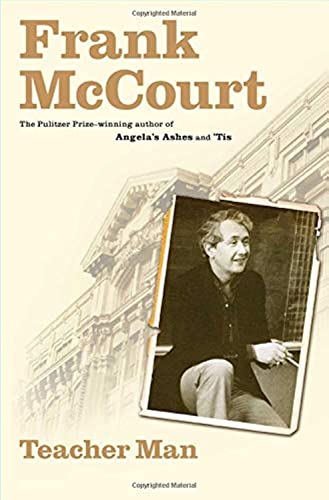 Frank
McCourt
The Pulitzer Prize–winning author of
Angela's Ashes and 'Tis
Teacher Man